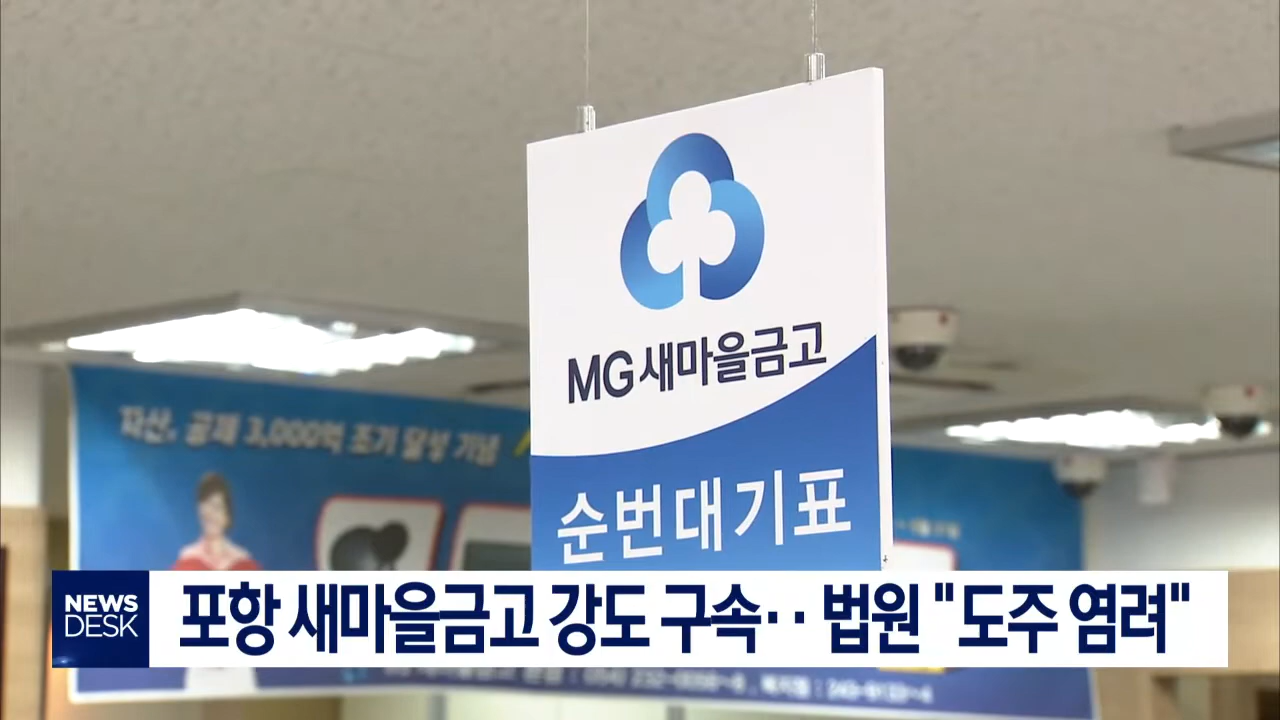 자산, 공제 3,000억 조기 달성 기념
MG새마을금고
순번대기표
NEWS
DESK
포항 새마을금고 강도 구속‥ 법원 "도주 염려"